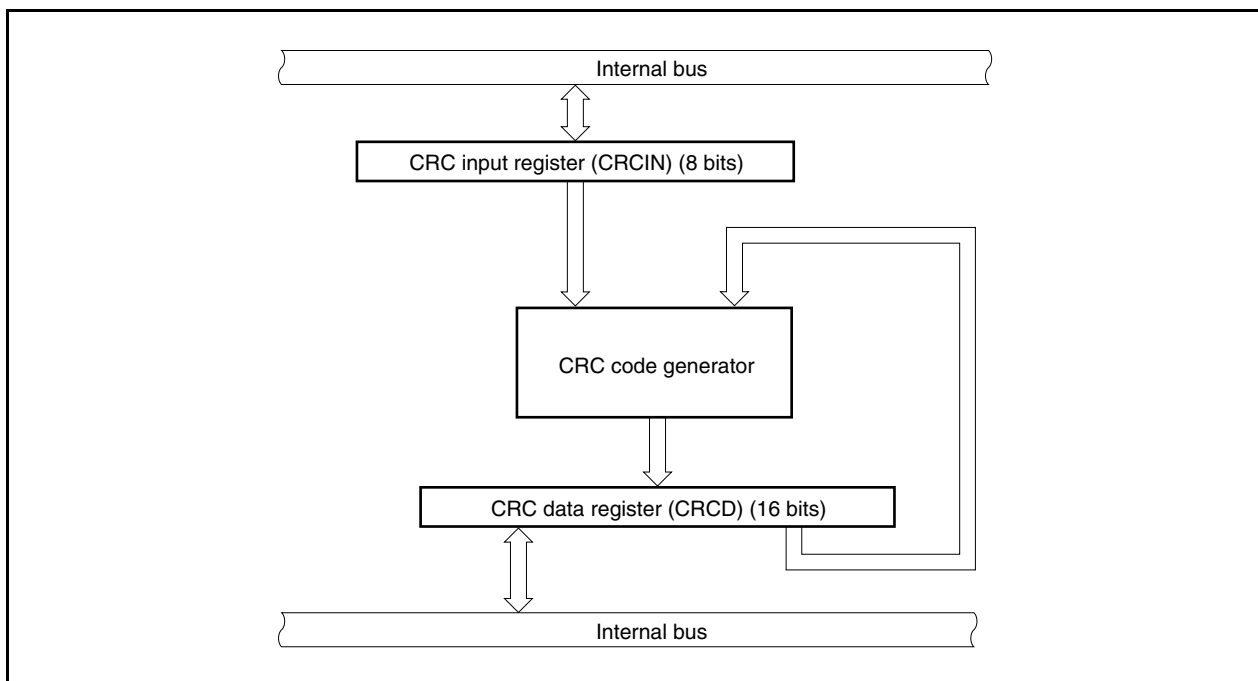 Internal bus
CRC input register (CRCIN) (8 bits)
CRC code generator
CRC data register (CRCD) (16 bits)
Internal bus